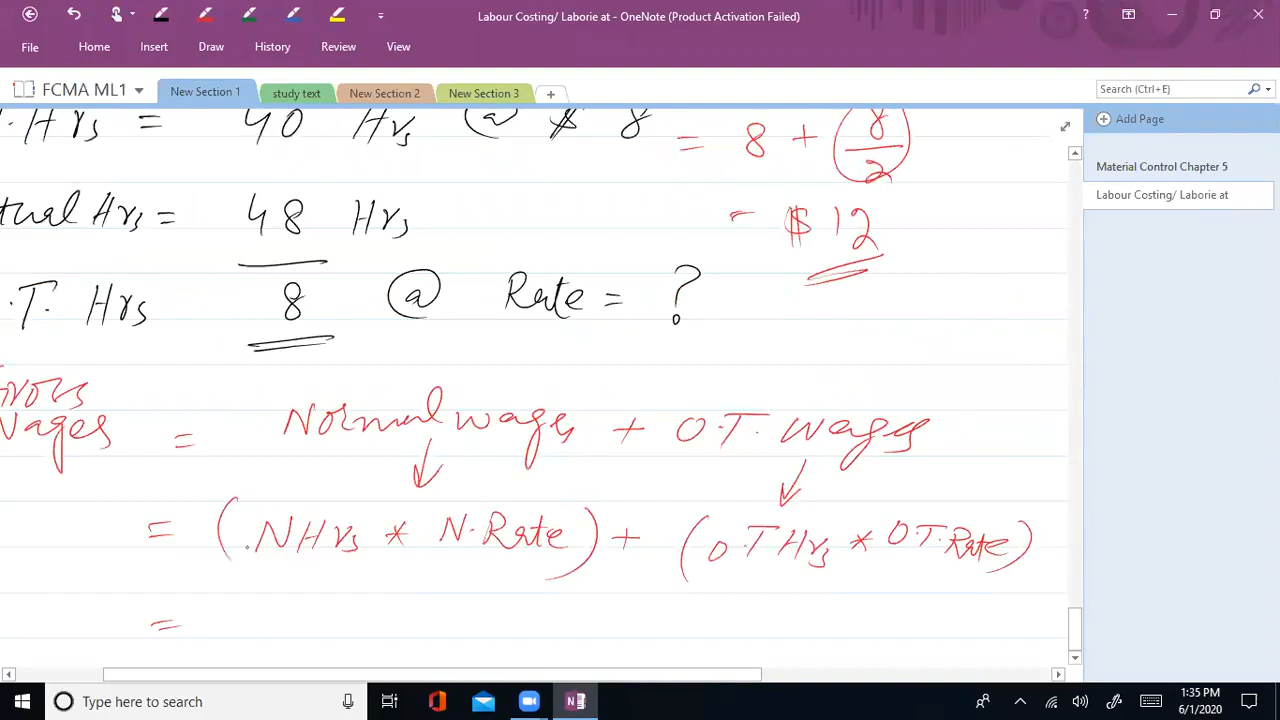 Labour Costing/ Laborie at - OneNote (Product Activation Failed)
File Home Insert Draw History Review View
FCMA ML1 New Section 1 study text New Section 2 New Section 3
Search (Ctrl+E)
Add Page
Material Control Chapter 5
Labour Costing/ Laborie at
. Hrs = 40 Hrs @ $ 8
= 8 + 8/2
tual Hrs = 48 Hrs
= $ 12
.T. Hrs 8 @ Rate = ?
Wages = Normal wages + O.T. wages
= (N Hrs * N.Rate) + (O.T Hrs * O.T. Rate)
=
Type here to search
1:35 PM
6/1/2020